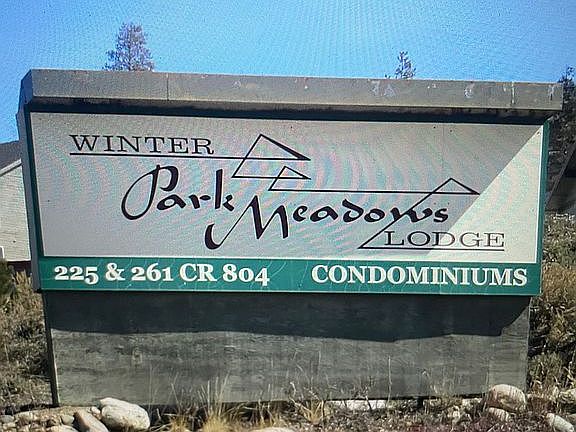 WINTER
Park Meadows
LODGE
225 & 261 CR 804 CONDOMINIUMS